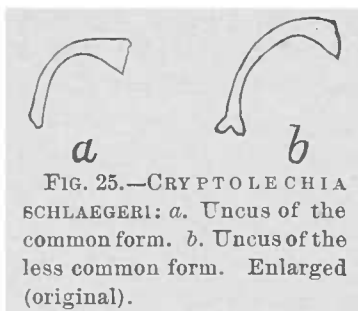 a b
FIG. 25.—CRYPTOLECHIA
SCHLAEGERI: a. Uncus of the
common form. b. Uncus of the
less common form. Enlarged
(original).